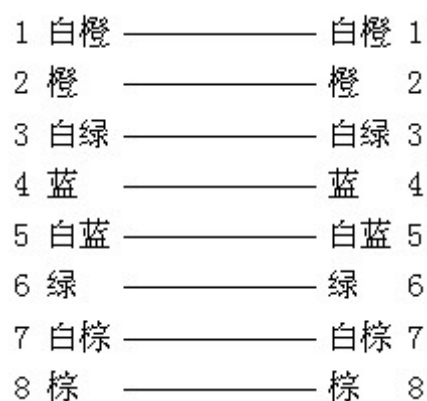 1 白橙 白橙 1
2 橙 橙 2
3 白绿 白绿 3
4 蓝 蓝 4
5 白蓝 白蓝 5
6 绿 绿 6
7 白棕 白棕 7
8 棕 棕 8